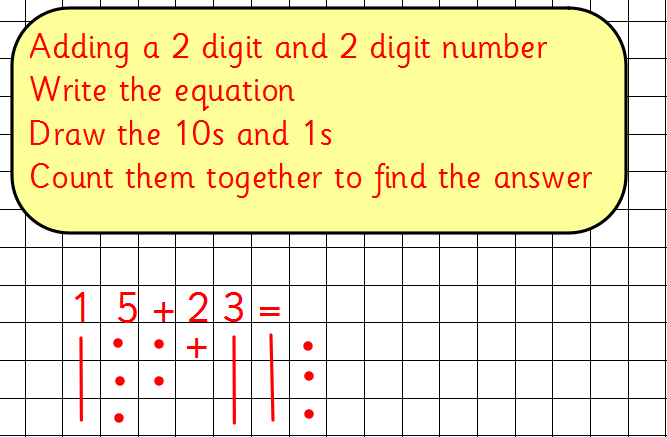 Adding a 2 digit and 2 digit number
Write the equation
Draw the 10s and 1s
Count them together to find the answer
1 5 + 2 3 =
+